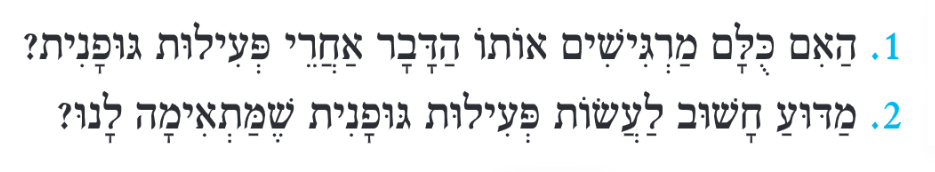 1. הַאִם כֻּלָּם מַרְגִּישִׁים אוֹתוֹ הַדָּבָר אַחֲרֵי פְּעִילוּת גּוּפָנִית?
2. מַדּוּעַ חָשׁוּב לַעֲשׂוֹת פְּעִילוּת גּוּפָנִית שֶׁמַּתְאִימָה לָנוּ?